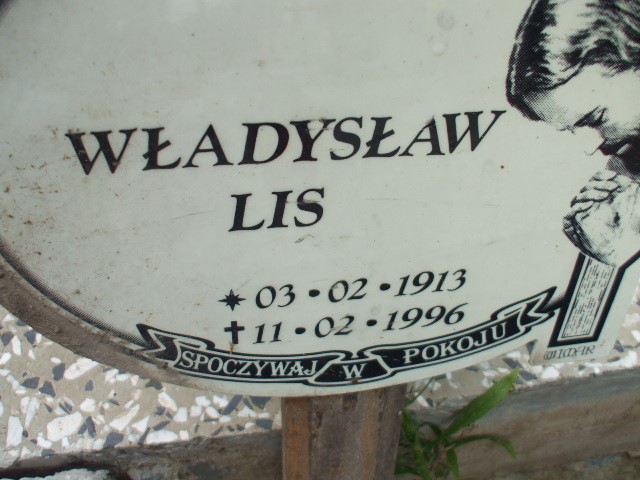 WŁADYSŁAW
LIS
03 • 02 • 1913
11 • 02 • 1996
SPOCZYWAJ W POKOJU